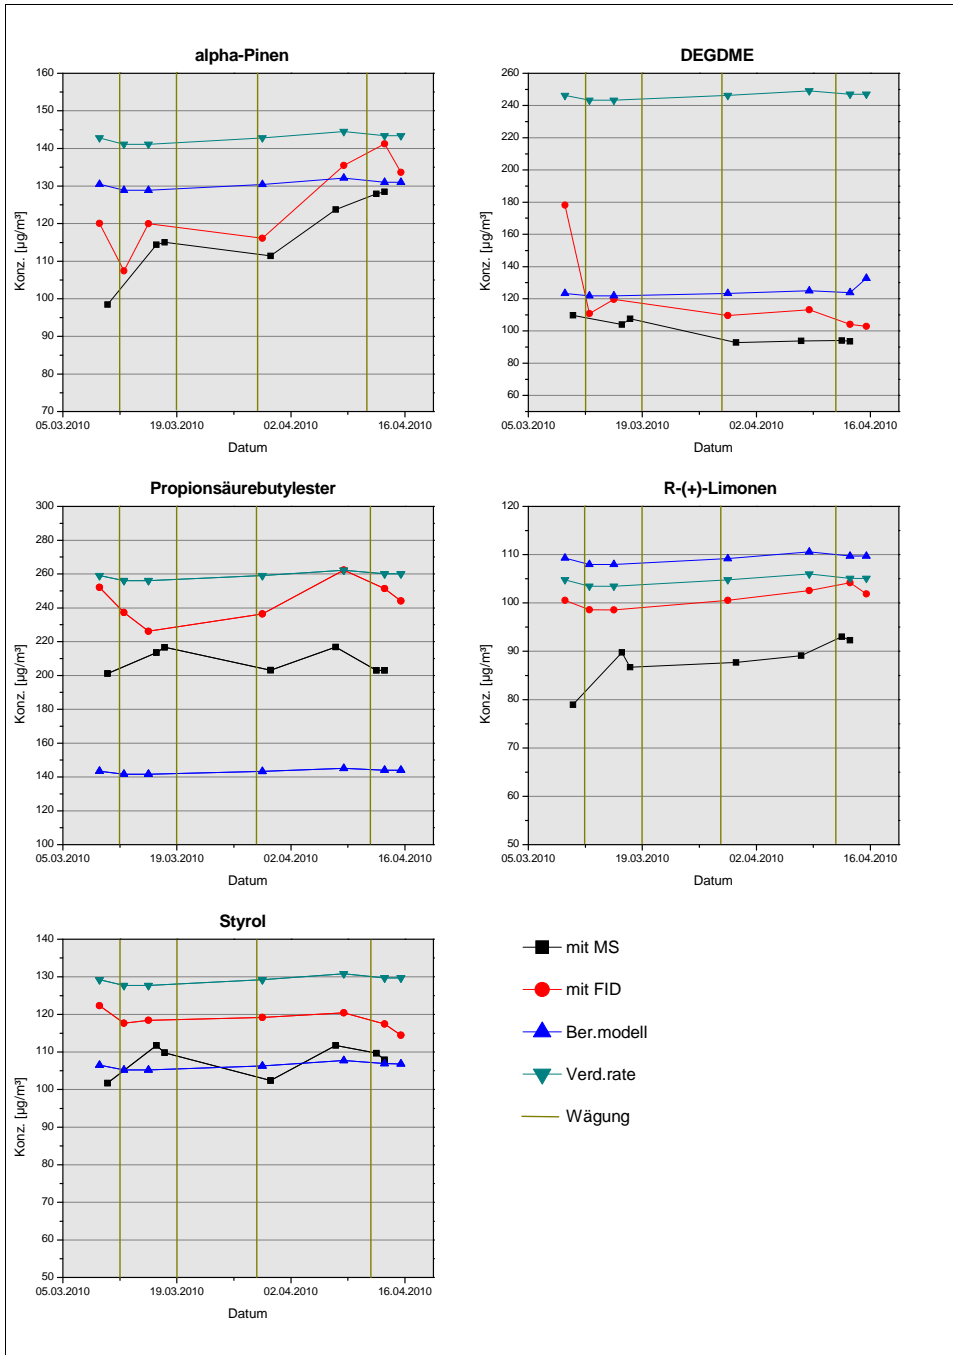 alpha-Pinen
160
150
140
130
120
110
100
90
80
70
Konz. [µg/m³]
05.03.2010 19.03.2010 02.04.2010 16.04.2010
Datum
DEGDME
260
240
220
200
180
160
140
120
100
80
60
Konz. [µg/m³]
05.03.2010 19.03.2010 02.04.2010 16.04.2010
Datum
Propionsäurebutylester
300
280
260
240
220
200
180
160
140
120
100
Konz. [µg/m³]
05.03.2010 19.03.2010 02.04.2010 16.04.2010
Datum
R-(+)-Limonen
120
110
100
90
80
70
60
50
Konz. [µg/m³]
05.03.2010 19.03.2010 02.04.2010 16.04.2010
Datum
Styrol
140
130
120
110
100
90
80
70
60
50
Konz. [µg/m³]
05.03.2010 19.03.2010 02.04.2010 16.04.2010
Datum
mit MS
mit FID
Ber.modell
Verd.rate
Wägung